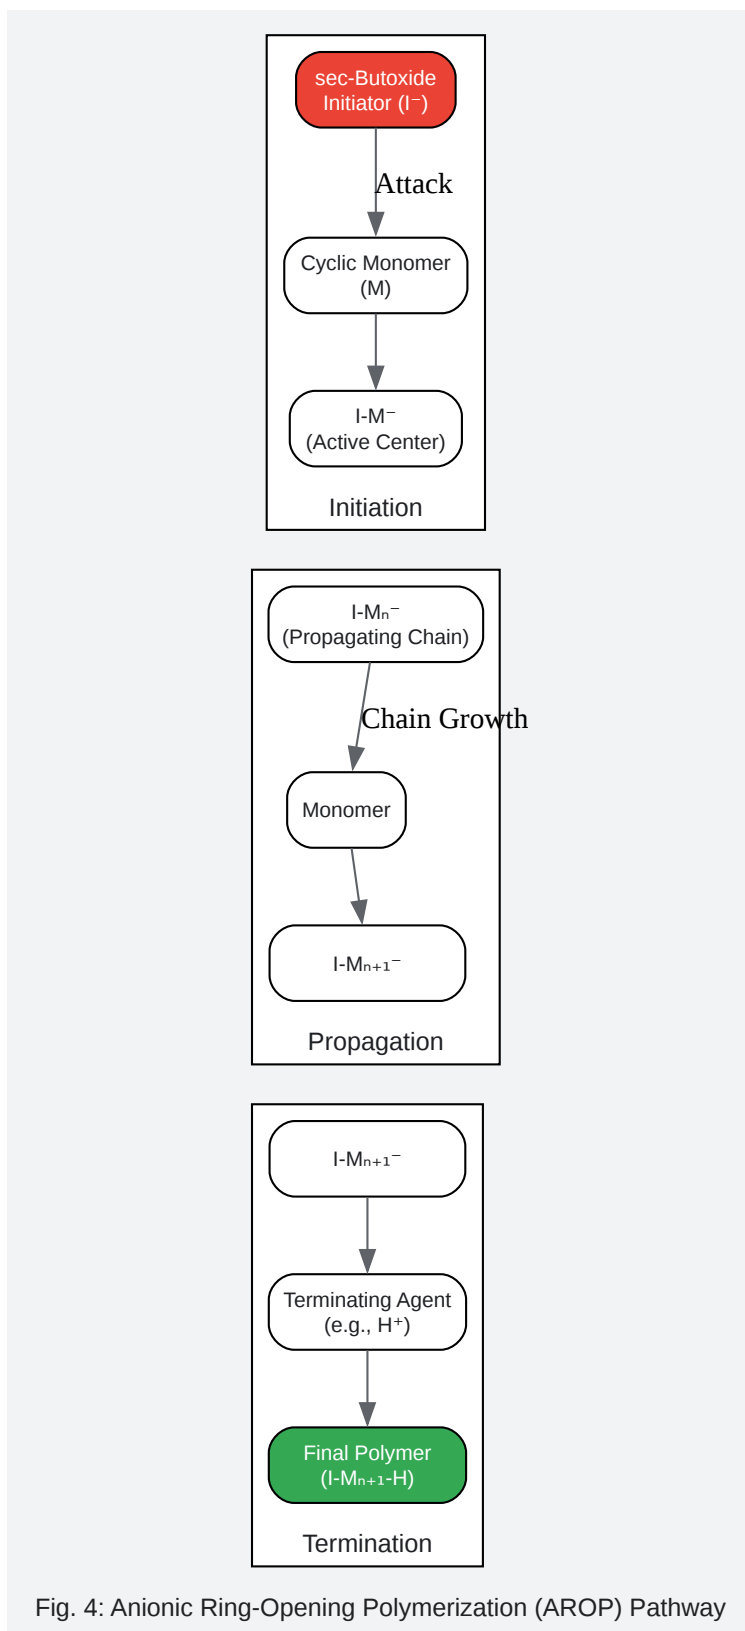 sec-Butoxide
Initiator (I⁻)
Attack
Cyclic Monomer
(M)
I-M⁻
(Active Center)
Initiation
I-Mₙ⁻
(Propagating Chain)
Chain Growth
Monomer
I-Mₙ₊₁⁻
Propagation
I-Mₙ₊₁⁻
Terminating Agent
(e.g., H⁺)
Final Polymer
(I-Mₙ₊₁-H)
Termination
Fig. 4: Anionic Ring-Opening Polymerization (AROP) Pathway